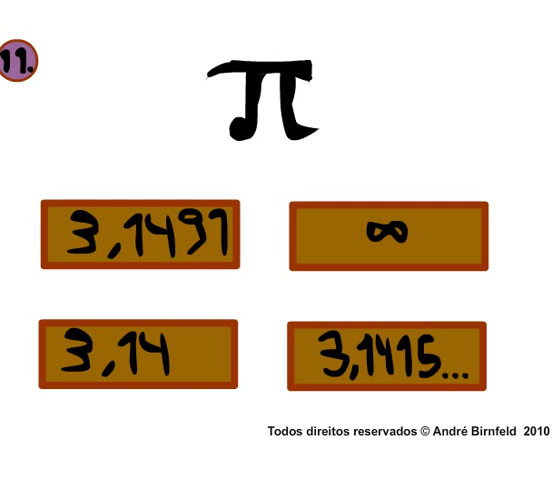 11.
π
3,1491
∞
3,14
3,1415...
Todos direitos reservados © André Birnfeld 2010